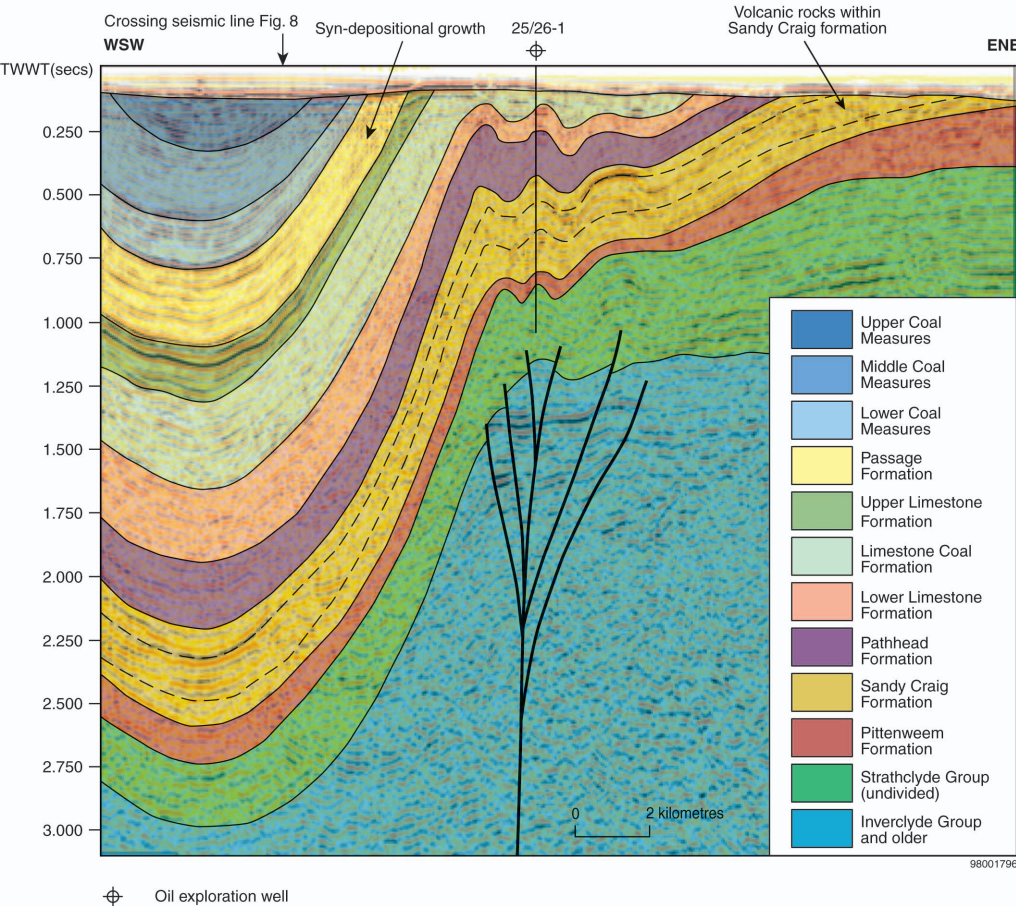 Crossing seismic line Fig. 8
WSW
Syn-depositional growth
25/26-1
Volcanic rocks within
Sandy Craig formation
ENE
TWWT(secs)
0.250
0.500
0.750
1.000
1.250
1.500
1.750
2.000
2.250
2.500
2.750
3.000
Upper Coal
Measures
Middle Coal
Measures
Lower Coal
Measures
Passage
Formation
Upper Limestone
Formation
Limestone Coal
Formation
Lower Limestone
Formation
Pathhead
Formation
Sandy Craig
Formation
Pittenweem
Formation
Strathclyde Group
(undivided)
Inverclyde Group
and older
0 2 kilometres
98001796
Oil exploration well